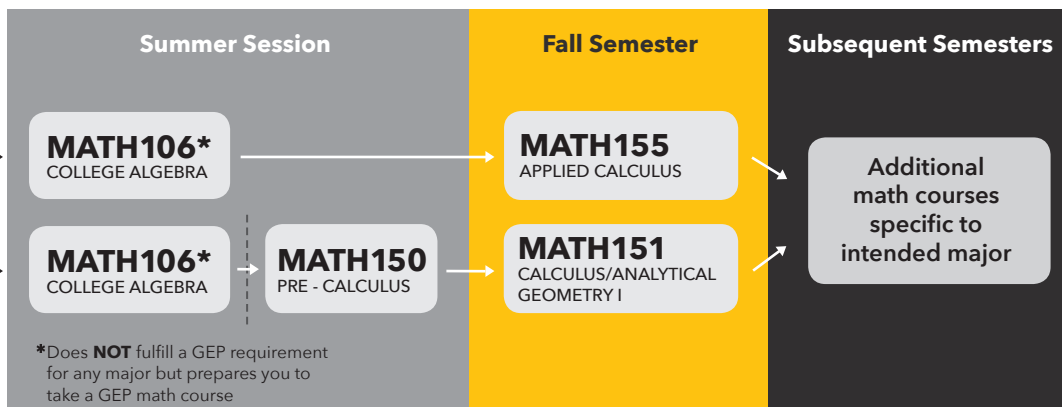 Summer Session
Fall Semester
Subsequent Semesters
MATH106*
COLLEGE ALGEBRA
MATH155
APPLIED CALCULUS
Additional
math courses
specific to
intended major
MATH106*
COLLEGE ALGEBRA
MATH150
PRE - CALCULUS
MATH151
CALCULUS/ANALYTICAL
GEOMETRY I
*Does NOT fulfill a GEP requirement
for any major but prepares you to
take a GEP math course